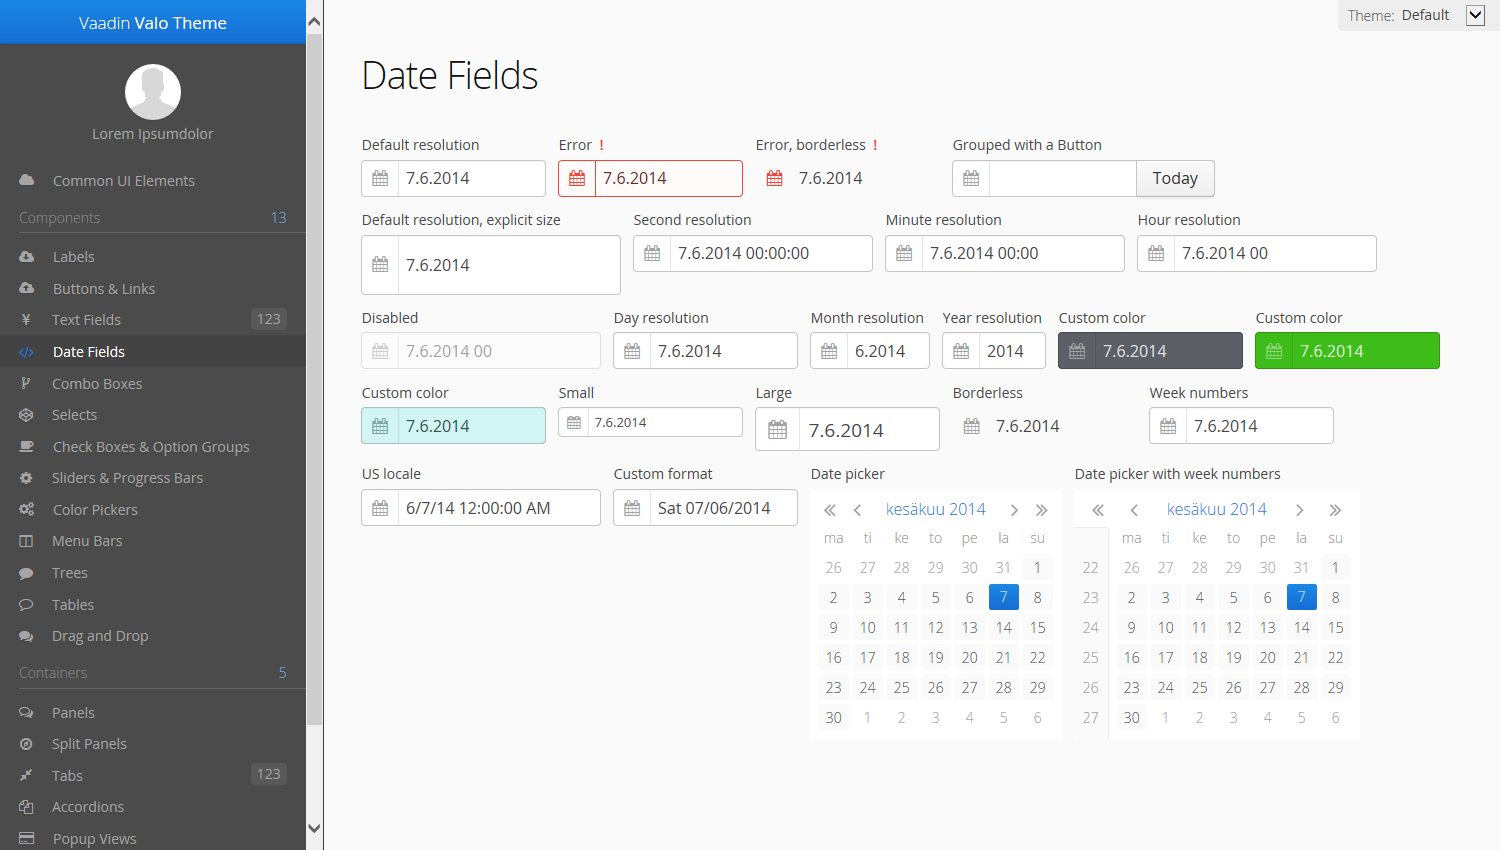 Vaadin Valo Theme
Lorem Ipsumdolor
Common UI Elements
Components 13
Labels
Buttons & Links
Text Fields 123
Date Fields
Combo Boxes
Selects
Check Boxes & Option Groups
Sliders & Progress Bars
Color Pickers
Menu Bars
Trees
Tables
Drag and Drop
Containers 5
Panels
Split Panels
Tabs 123
Accordions
Popup Views
Theme: Default
Date Fields
Default resolution Error ! Error, borderless ! Grouped with a Button
7.6.2014 7.6.2014 7.6.2014 Today
Default resolution, explicit size Second resolution Minute resolution Hour resolution
7.6.2014 7.6.2014 00:00:00 7.6.2014 00:00 7.6.2014 00
Disabled Day resolution Month resolution Year resolution Custom color Custom color
7.6.2014 00 7.6.2014 6.2014 2014 7.6.2014 7.6.2014
Custom color Small Large Borderless Week numbers
7.6.2014 7.6.2014 7.6.2014 7.6.2014 7.6.2014
US locale Custom format Date picker Date picker with week numbers
6/7/14 12:00:00 AM Sat 07/06/2014
kesäkuu 2014
ma ti ke to pe la su
26 27 28 29 30 31 1
2 3 4 5 6 7 8
9 10 11 12 13 14 15
16 17 18 19 20 21 22
23 24 25 26 27 28 29
30 1 2 3 4 5 6
kesäkuu 2014
ma ti ke to pe la su
22 26 27 28 29 30 31 1
23 2 3 4 5 6 7 8
24 9 10 11 12 13 14 15
25 16 17 18 19 20 21 22
26 23 24 25 26 27 28 29
27 30 1 2 3 4 5 6